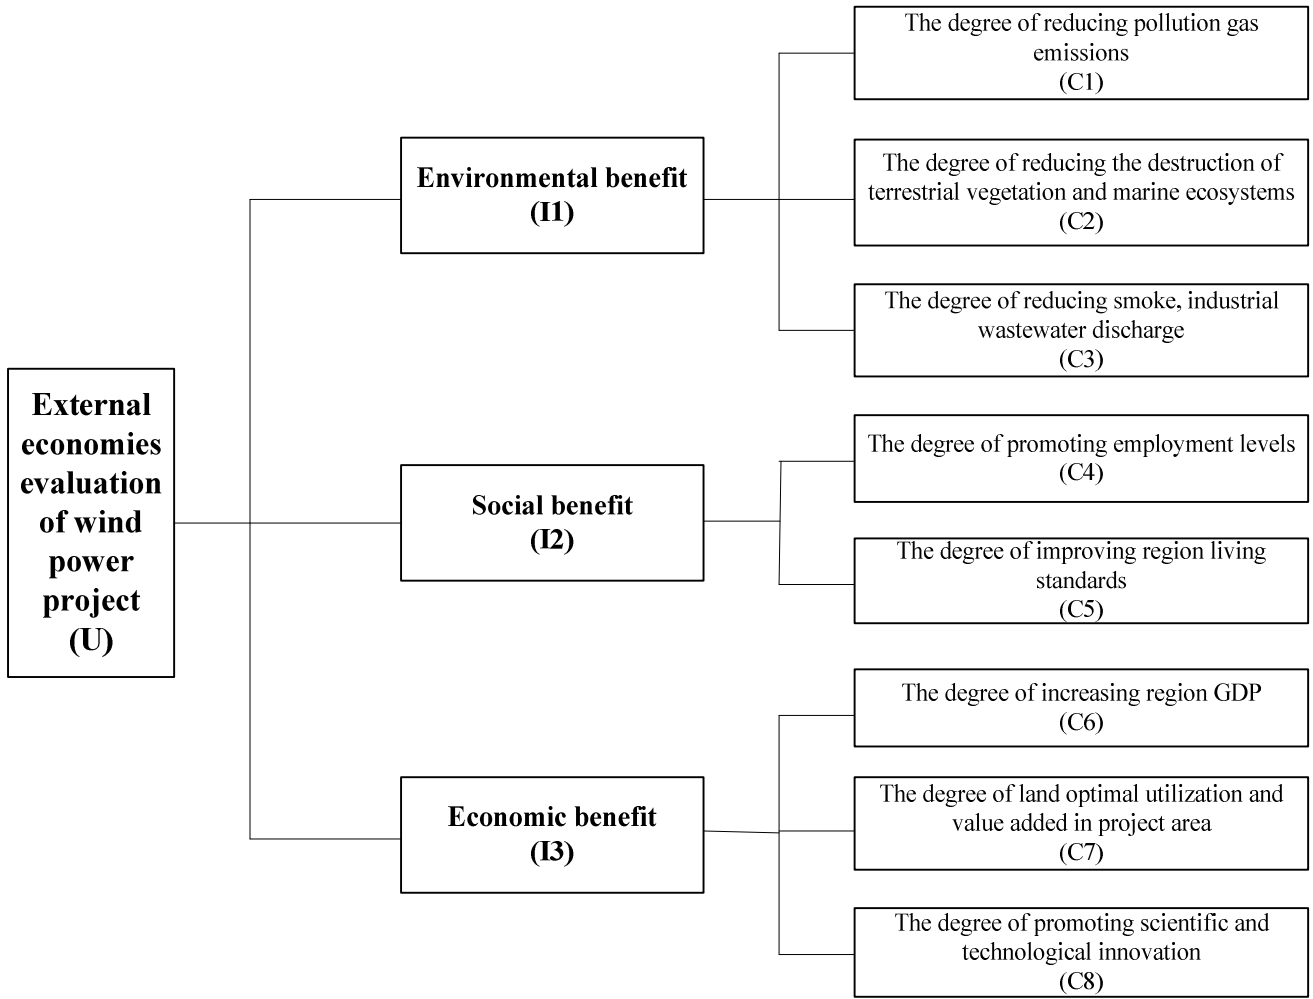 External
economies
evaluation
of wind
power
project
(U)
Environmental benefit
(I1)
Social benefit
(I2)
Economic benefit
(I3)
The degree of reducing pollution gas
emissions
(C1)
The degree of reducing the destruction of
terrestrial vegetation and marine ecosystems
(C2)
The degree of reducing smoke, industrial
wastewater discharge
(C3)
The degree of promoting employment levels
(C4)
The degree of improving region living
standards
(C5)
The degree of increasing region GDP
(C6)
The degree of land optimal utilization and
value added in project area
(C7)
The degree of promoting scientific and
technological innovation
(C8)